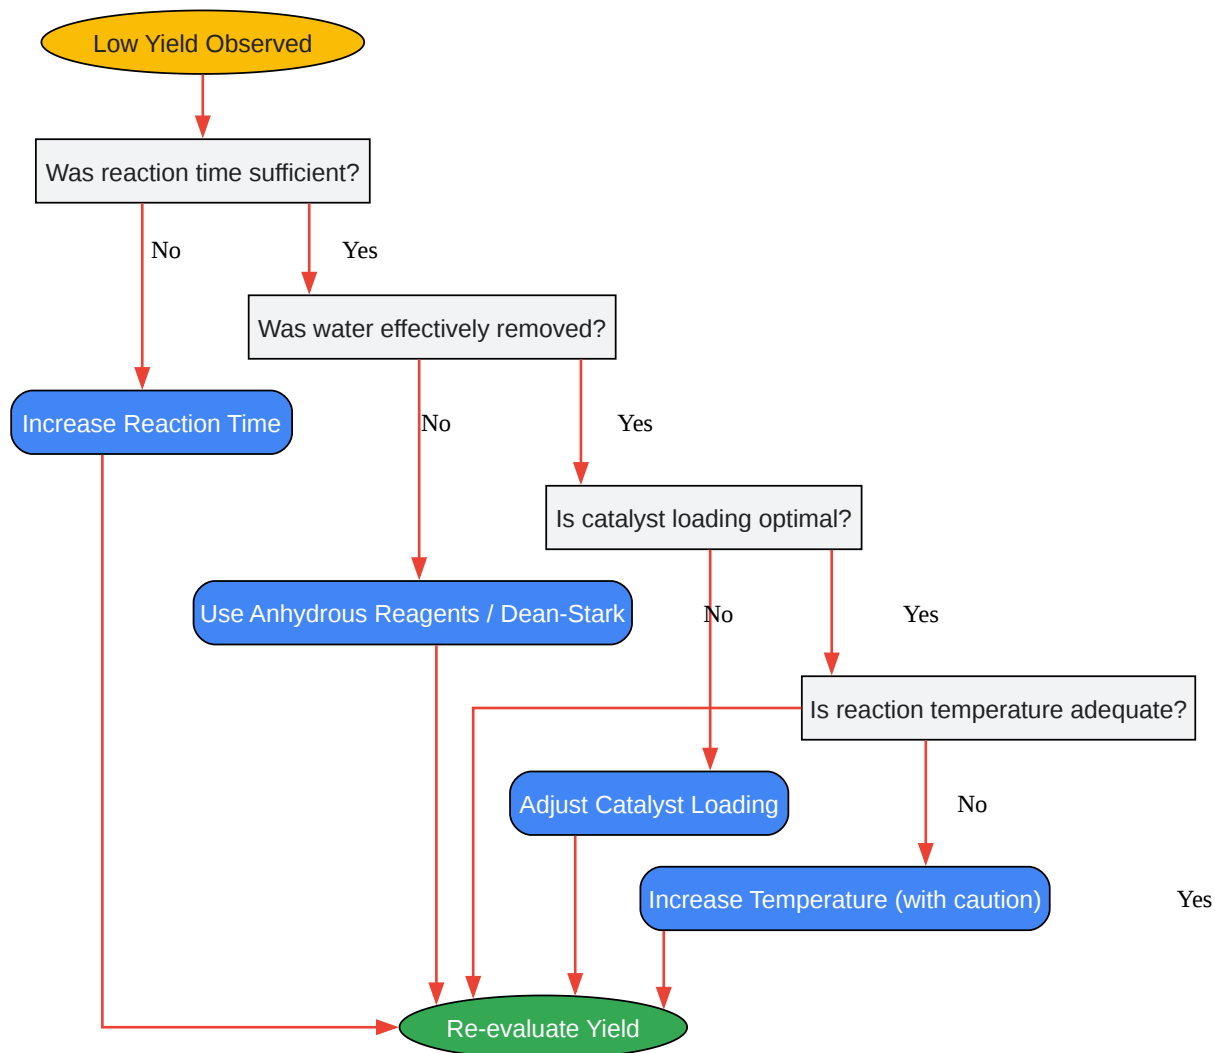 Low Yield Observed
Was reaction time sufficient?
No
Yes
Was water effectively removed?
Increase Reaction Time
No
Yes
Is catalyst loading optimal?
Use Anhydrous Reagents / Dean-Stark
No
Yes
Is reaction temperature adequate?
Adjust Catalyst Loading
No
Increase Temperature (with caution)
Yes
Re-evaluate Yield